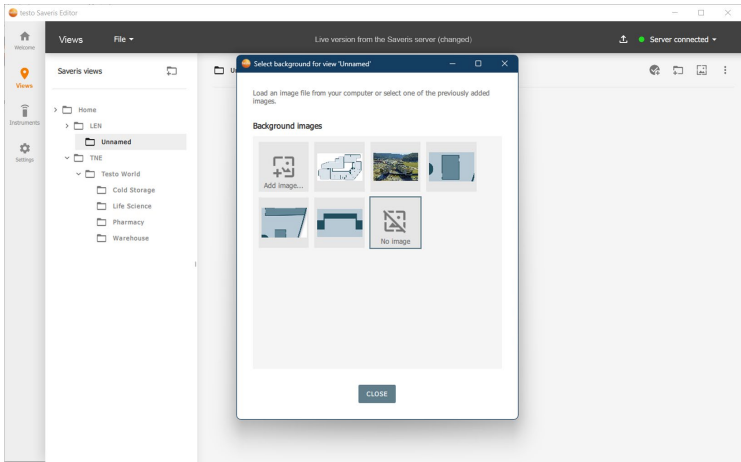 testo Saveris Editor
Welcome
Views
Instruments
Settings
Views
File
Live version from the Saveris server (changed)
Server connected
Saveris views
Home
LEN
Unnamed
TNE
Testo World
Cold Storage
Life Science
Pharmacy
Warehouse
Select background for view 'Unnamed'
Load an image file from your computer or select one of the previously added
images.
Background images
Add image...
No image
CLOSE